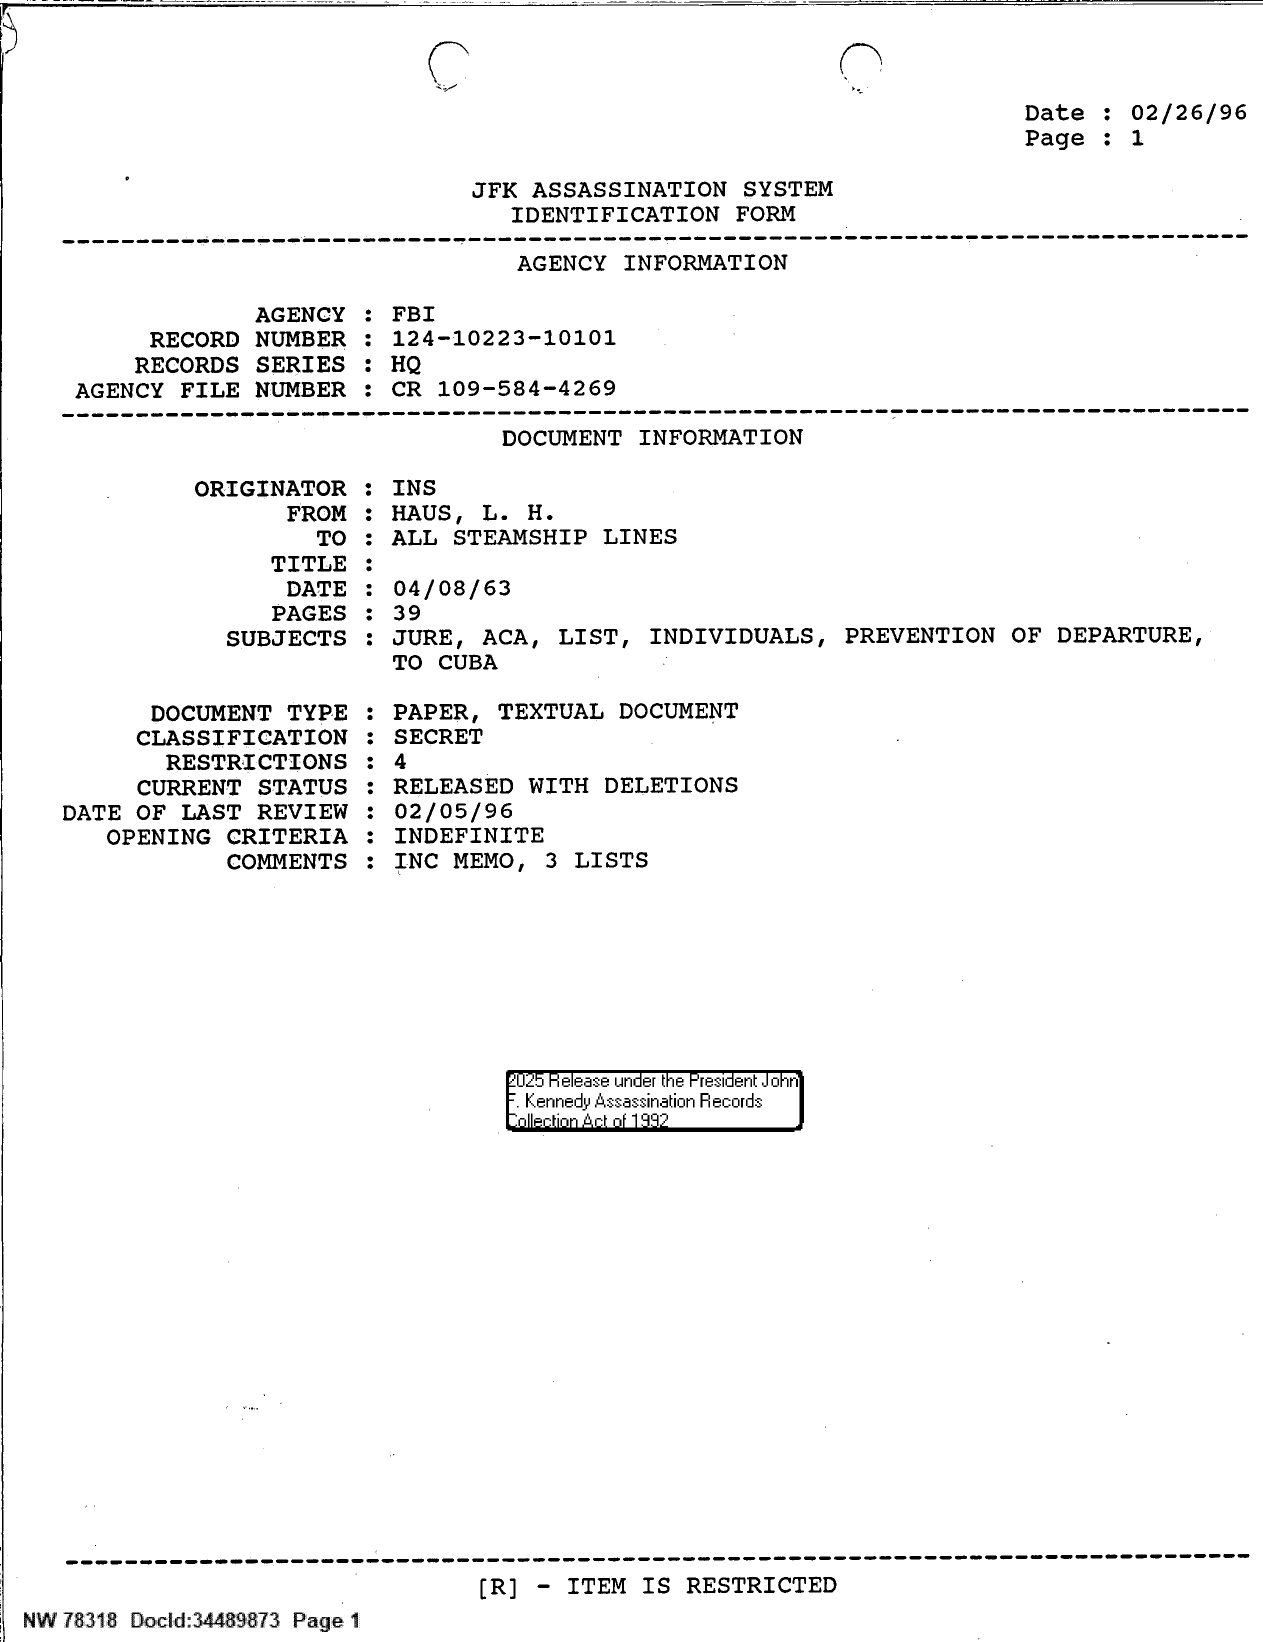 Date : 02/26/96
Page : 1
JFK ASSASSINATION SYSTEM
IDENTIFICATION FORM
AGENCY INFORMATION
AGENCY : FBI
RECORD NUMBER : 124-10223-10101
RECORDS SERIES : HQ
AGENCY FILE NUMBER : CR 109-584-4269
DOCUMENT INFORMATION
ORIGINATOR : INS
FROM : HAUS, L. H.
TO : ALL STEAMSHIP LINES
TITLE :
DATE : 04/08/63
PAGES : 39
SUBJECTS : JURE, ACA, LIST, INDIVIDUALS, PREVENTION OF DEPARTURE,
TO CUBA
DOCUMENT TYPE : PAPER, TEXTUAL DOCUMENT
CLASSIFICATION : SECRET
RESTRICTIONS : 4
CURRENT STATUS : RELEASED WITH DELETIONS
DATE OF LAST REVIEW : 02/05/96
OPENING CRITERIA : INDEFINITE
COMMENTS : INC MEMO, 3 LISTS
2025 Release under the President John
F. Kennedy Assassination Records
Collection Act of 1992
[R] - ITEM IS RESTRICTED
NW 78318 DocId:34489873 Page 1